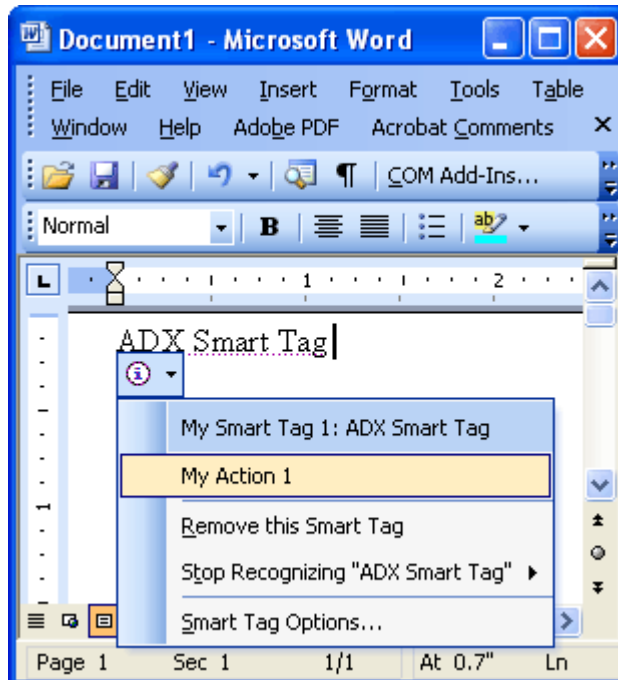 Document1 - Microsoft Word
File Edit View Insert Format Tools Table
Window Help Adobe PDF Acrobat Comments
¶ COM Add-Ins...
Normal B ab
L 1 2
ADX Smart Tag
My Smart Tag 1: ADX Smart Tag
My Action 1
Remove this Smart Tag
1
Stop Recognizing "ADX Smart Tag"
Smart Tag Options...
Page 1 Sec 1 1/1 At 0.7" Ln